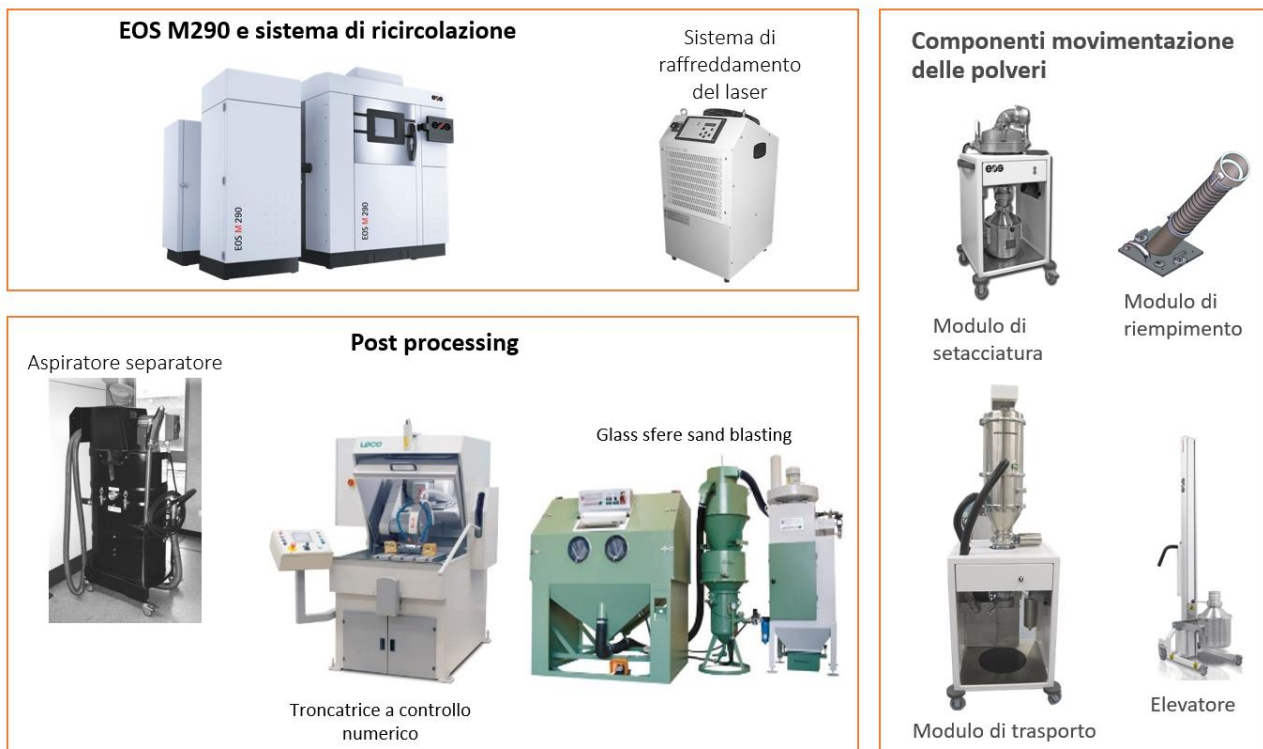 EOS M290 e sistema di ricircolazione
Sistema di
raffreddamento
del laser
EOS M 290
EOS M 290
eos
eos
Componenti movimentazione
delle polveri
eos
Modulo di
setacciatura
Modulo di
riempimento
Post processing
Aspiratore separatore
LECO
Glass sfere sand blasting
Troncatrice a controllo
numerico
Modulo di trasporto
Elevatore